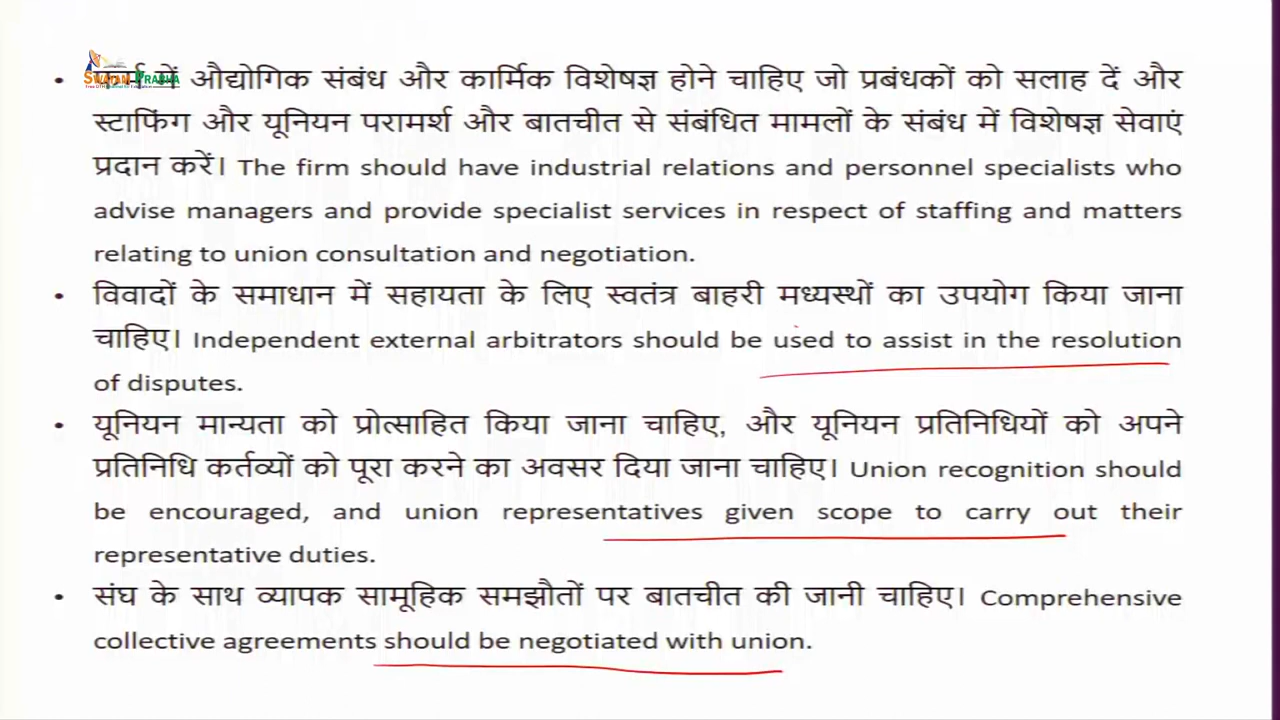 SWAYAM PRABHA
में औद्योगिक संबंध और कार्मिक विशेषज्ञ होने चाहिए जो प्रबंधकों को सलाह दें और
स्टाफिंग और यूनियन परामर्श और बातचीत से संबंधित मामलों के संबंध में विशेषज्ञ सेवाएं
प्रदान करें। The firm should have industrial relations and personnel specialists who
advise managers and provide specialist services in respect of staffing and matters
relating to union consultation and negotiation.
• विवादों के समाधान में सहायता के लिए स्वतंत्र बाहरी मध्यस्थों का उपयोग किया जाना
चाहिए। Independent external arbitrators should be used to assist in the resolution
of disputes.
• यूनियन मान्यता को प्रोत्साहित किया जाना चाहिए, और यूनियन प्रतिनिधियों को अपने
प्रतिनिधि कर्तव्यों को पूरा करने का अवसर दिया जाना चाहिए। Union recognition should
be encouraged, and union representatives given scope to carry out their
representative duties.
• संघ के साथ व्यापक सामूहिक समझौतों पर बातचीत की जानी चाहिए। Comprehensive
collective agreements should be negotiated with union.